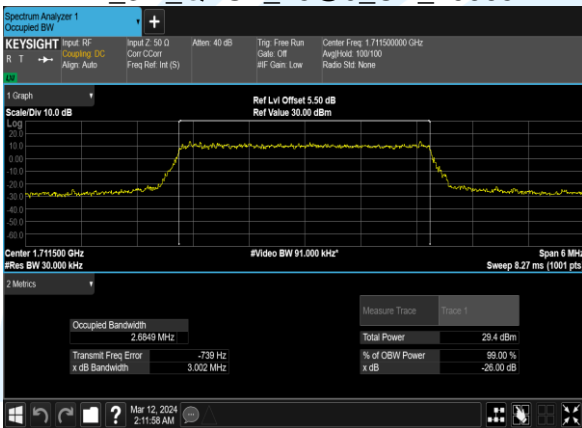 Spectrum Analyzer 1
Occupied BW
+
KEYSIGHT Input: RF Input Z: 50 Ω Atten: 40 dB Trig: Free Run Center Freq: 1.711500000 GHz
R T Coupling: DC Corr CCorr Gate: Off Avg|Hold: 100/100
Align: Auto Freq Ref: Int (S) #IF Gain: Low Radio Std: None
LW
1 Graph
Ref Lvl Offset 5.50 dB
Scale/Div 10.0 dB Ref Value 30.00 dBm
Log
20.0
10.0
0.00
-10.0
-20.0
-30.0
-40.0
-50.0
-60.0
Center 1.711500 GHz #Video BW 91.000 kHz* Span 6 MHz
#Res BW 30.000 kHz Sweep 8.27 ms (1001 pts
2 Metrics
Measure Trace Trace 1
Occupied Bandwidth
2.6849 MHz Total Power 29.4 dBm
Transmit Freq Error -739 Hz % of OBW Power 99.00 %
x dB Bandwidth 3.002 MHz x dB -26.00 dB
?
Mar 12, 2024
2:11:58 AM